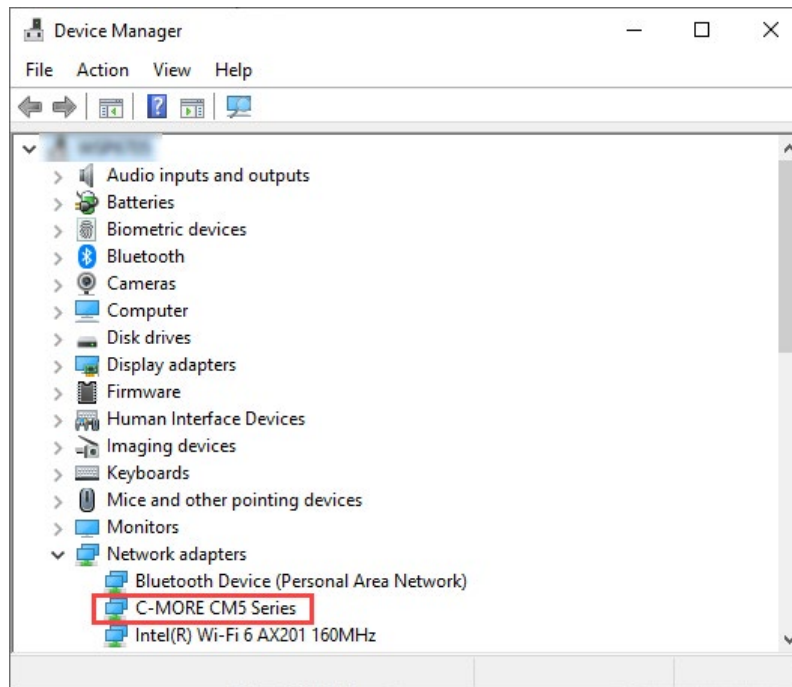 Device Manager
File Action View Help
Audio inputs and outputs
Batteries
Biometric devices
Bluetooth
Cameras
Computer
Disk drives
Display adapters
Firmware
Human Interface Devices
Imaging devices
Keyboards
Mice and other pointing devices
Monitors
Network adapters
Bluetooth Device (Personal Area Network)
C-MORE CM5 Series
Intel(R) Wi-Fi 6 AX201 160MHz